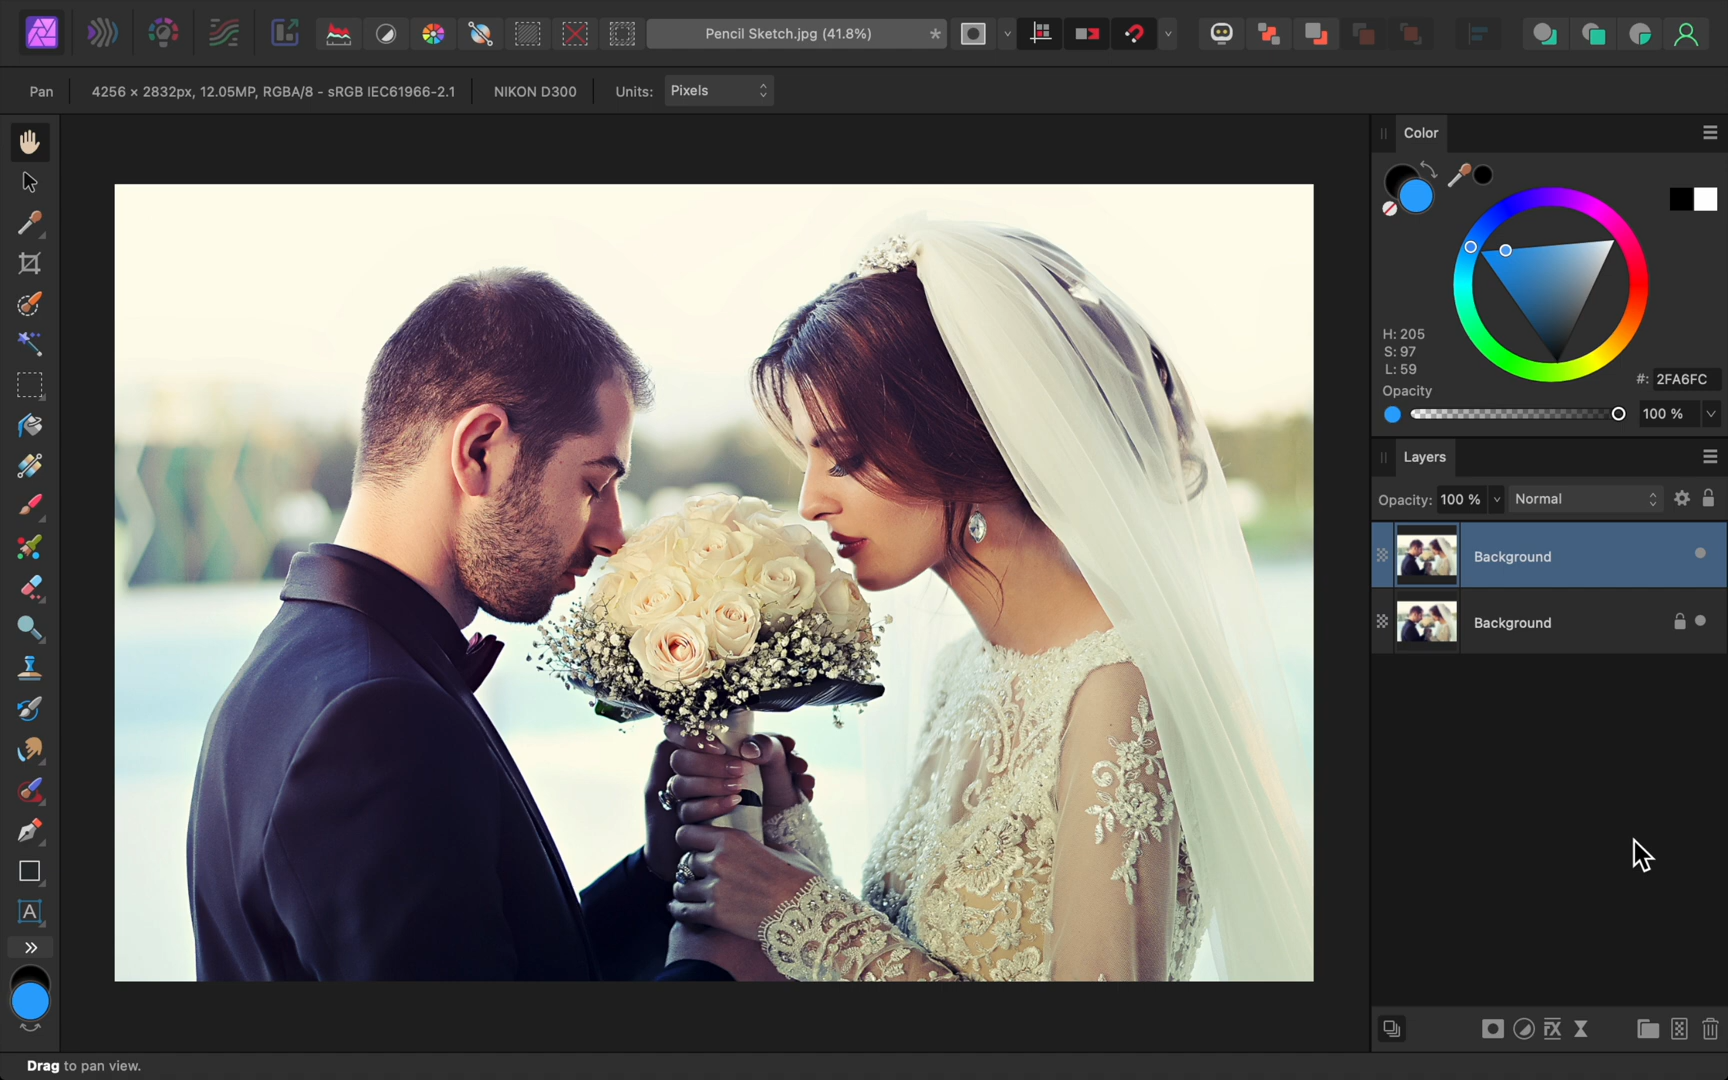 Pencil Sketch.jpg (41.8%)
*
Pan
4256 × 2832px, 12.05MP, RGBA/8 - sRGB IEC61966-2.1
NIKON D300
Units:
Pixels
Color
H: 205
S: 97
L: 59
#: 2FA6FC
Opacity
100 %
Layers
Opacity: 100 %
Normal
Background
Background
A
FX
Drag to pan view.